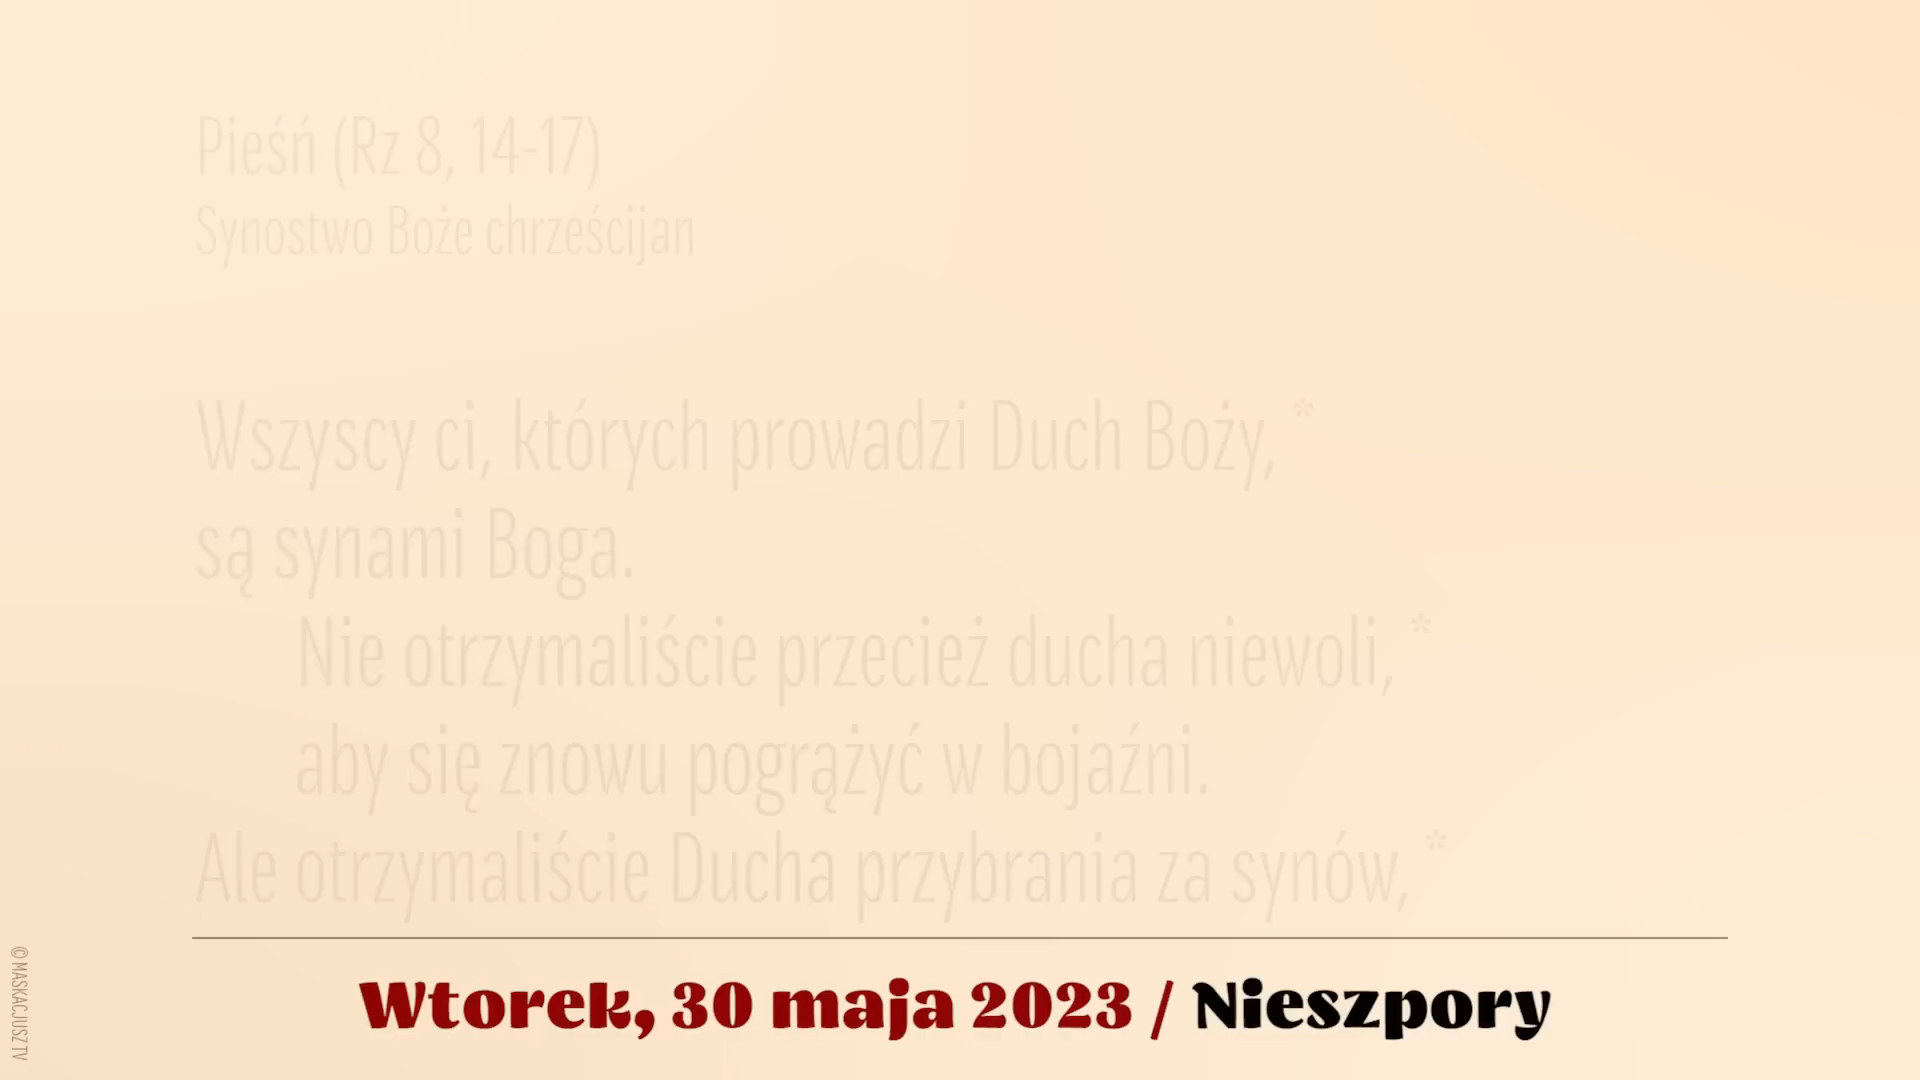 Pieśń (Rz 8, 14-17)
Synostwo Boże chrześcijan
Wszyscy ci, których prowadzi Duch Boży, *
są synami Boga.
Nie otrzymaliście przecież ducha niewoli, *
aby się znowu pogrążyć w bojaźni.
Ale otrzymaliście Ducha przybrania za synów, *
Wtorek, 30 maja 2023 / Nieszpory
© MASKACJUSZ TV